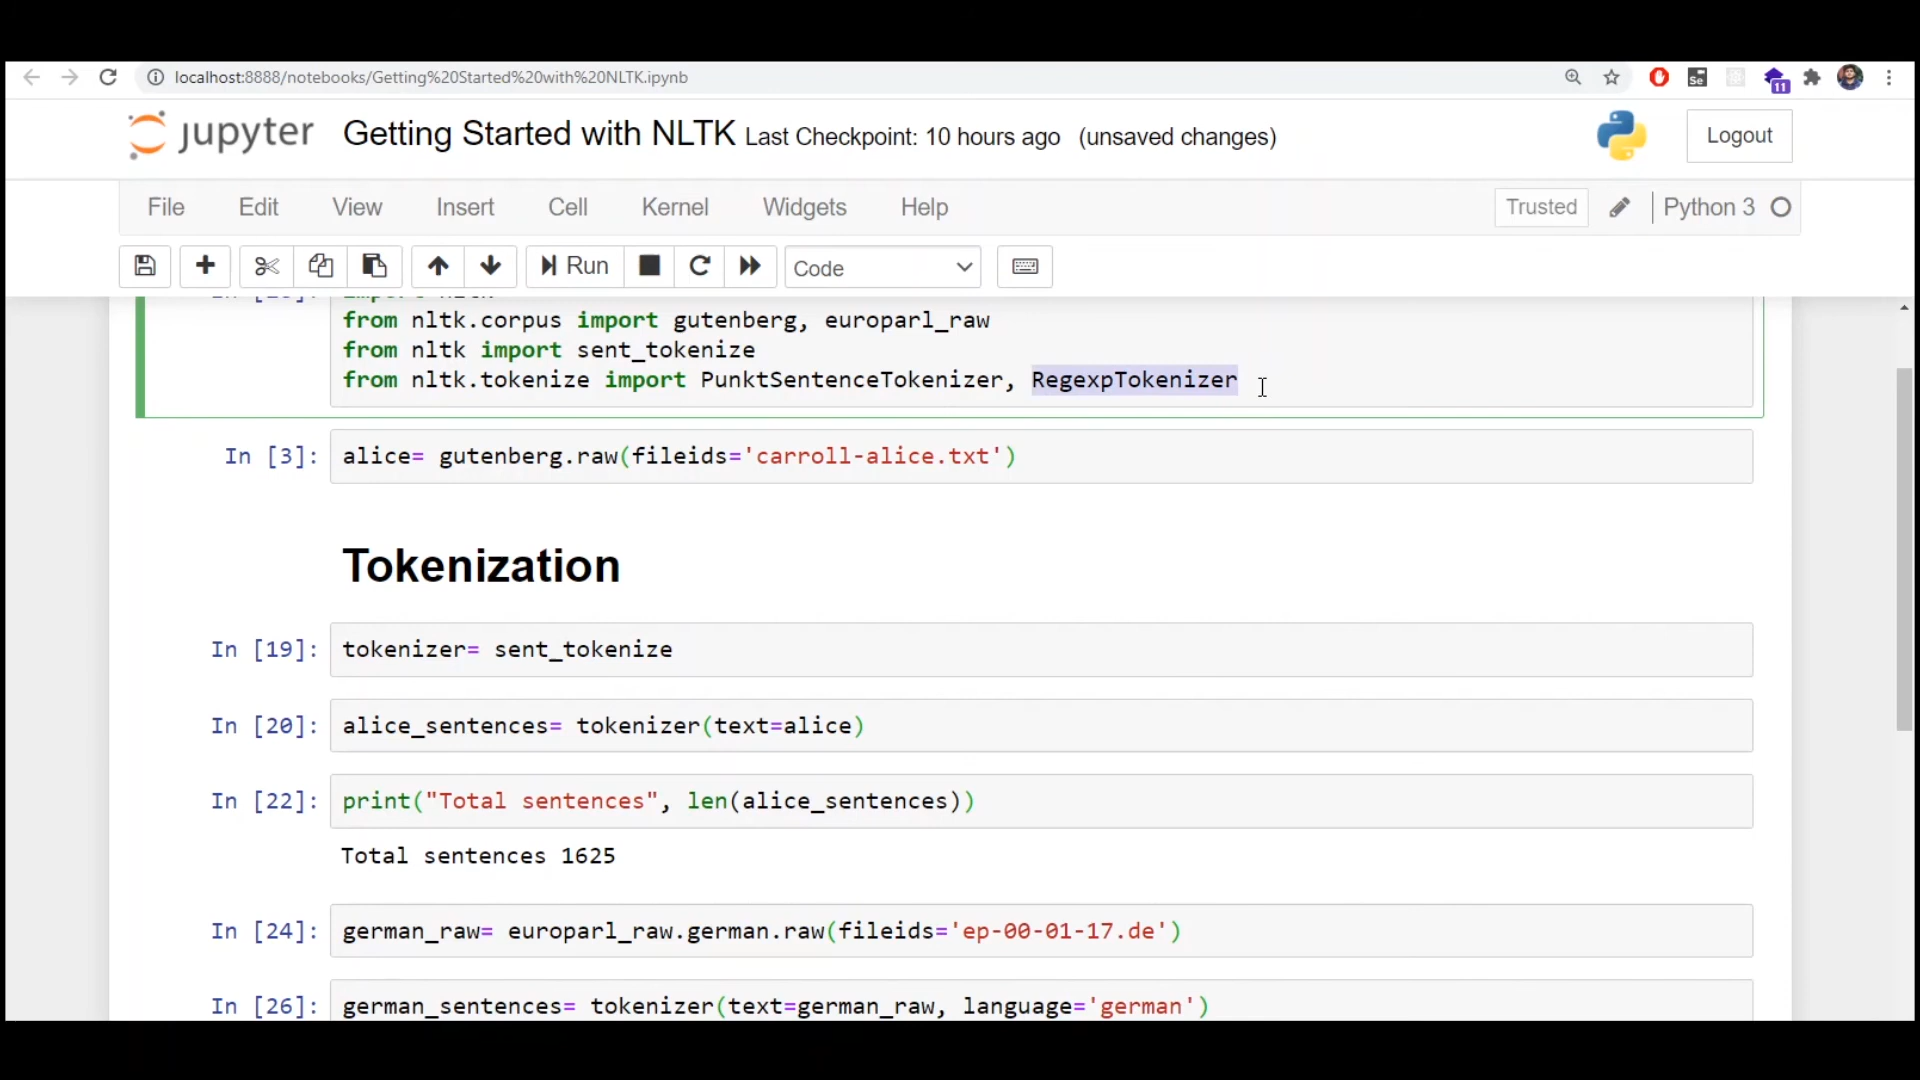 localhost:8888/notebooks/Getting%20Started%20with%20NLTK.ipynb
Se
11
jupyter Getting Started with NLTK Last Checkpoint: 10 hours ago (unsaved changes)
Logout
File Edit View Insert Cell Kernel Widgets Help
Trusted
Python 3
Run
Code
from nltk.corpus import gutenberg, europarl_raw
from nltk import sent_tokenize
from nltk.tokenize import PunktSentenceTokenizer, RegexpTokenizer
In [3]: alice= gutenberg.raw(fileids='carroll-alice.txt')
Tokenization
In [19]: tokenizer= sent_tokenize
In [20]: alice_sentences= tokenizer(text=alice)
In [22]: print("Total sentences", len(alice_sentences))
Total sentences 1625
In [24]: german_raw= europarl_raw.german.raw(fileids='ep-00-01-17.de')
In [26]: german_sentences= tokenizer(text=german_raw, language='german')